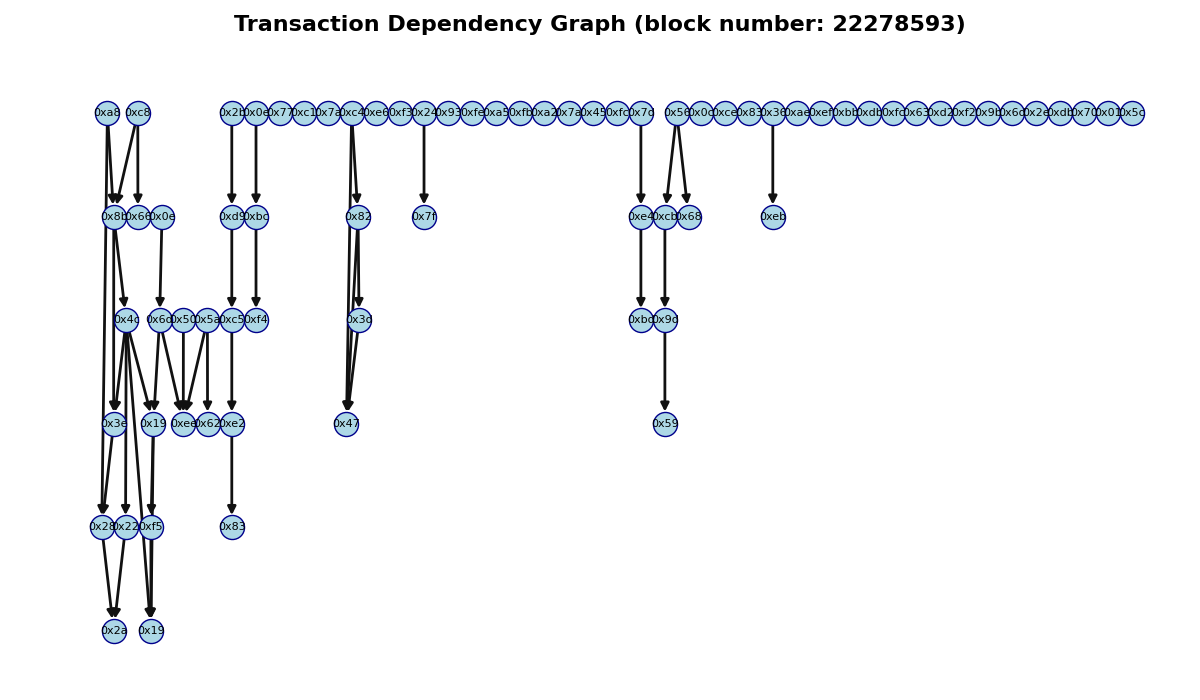 Transaction Dependency Graph (block number: 22278593)
0xa8 0xc8 0x2b 0x0e 0x77 0xc1 0x7a 0xc4 0xe6 0xf3 0x24 0x93 0xfe 0xa5 0xfb 0xa2 0x7a 0x45 0xfc 0x7d 0x56 0x0c 0xce 0x83 0x36 0xae 0xef 0xbb 0xdb 0xfc 0x63 0xd2 0xf2 0x9b 0x6d 0x2e 0xdb 0x70 0x01 0x5c
0x8b 0x66 0x0e 0xd9 0xbc 0x82 0x7f 0xe4 0xcb 0x68 0xeb
0x4c 0x6d 0x50 0x5a 0xc5 0xf4 0x3d 0xbd 0x9d
0x3e 0x19 0xee 0x62 0xe2 0x47 0x59
0x28 0x22 0xf5 0x83
0x2a 0x19